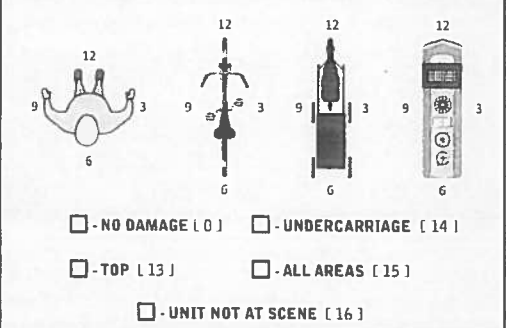 12 12 12 12
9 3 9 3 9 3 9 3
6 6 6 6
- NO DAMAGE [ 0 ] - UNDERCARRIAGE [ 14 ]
- TOP [ 13 ] - ALL AREAS [ 15 ]
- UNIT NOT AT SCENE [ 16 ]